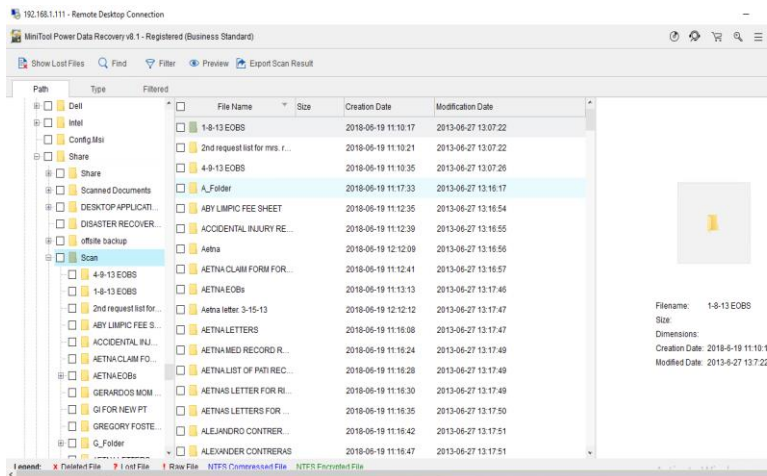 192.168.1.111 - Remote Desktop Connection
MiniTool Power Data Recovery v8.1 - Registered (Business Standard)
Show Lost Files Find Filter Preview Export Scan Result
Path Type Filtered
File Name Size Creation Date Modification Date
Dell
Intel
Config.Msi
Share
Share
Scanned Documents
DESKTOP APPLICATI...
DISASTER RECOVER...
offsite backup
Scan
4-9-13 EOBS
1-8-13 EOBS
2nd request list for...
ABY LIMPIC FEE S...
ACCIDENTAL INJ...
AETNA CLAIM FO...
AETNA EOBs
GERARDOS MOM ...
GI FOR NEW PT
GREGORY FOSTE...
G_Folder
1-8-13 EOBS 2018-06-19 11:10:17 2013-06-27 13:07:22
2nd request list for mrs. r... 2018-06-19 11:10:21 2013-06-27 13:07:22
4-9-13 EOBS 2018-06-19 11:10:35 2013-06-27 13:07:26
A_Folder 2018-06-19 11:17:33 2013-06-27 13:16:17
ABY LIMPIC FEE SHEET 2018-06-19 11:12:35 2013-06-27 13:16:54
ACCIDENTAL INJURY RE... 2018-06-19 11:12:39 2013-06-27 13:16:55
Aetna 2018-06-19 12:12:09 2013-06-27 13:16:56
AETNA CLAIM FORM FOR... 2018-06-19 11:12:41 2013-06-27 13:16:57
AETNA EOBs 2018-06-19 11:13:13 2013-06-27 13:17:46
Aetna letter 3-15-13 2018-06-19 12:12:12 2013-06-27 13:17:47
AETNA LETTERS 2018-06-19 11:16:08 2013-06-27 13:17:47
AETNA MED RECORD R... 2018-06-19 11:16:24 2013-06-27 13:17:49
AETNA LIST OF PATI REC... 2018-06-19 11:16:28 2013-06-27 13:17:49
AETNAS LETTER FOR RI... 2018-06-19 11:16:30 2013-06-27 13:17:49
AETNAS LETTERS FOR ... 2018-06-19 11:16:35 2013-06-27 13:17:50
ALEJANDRO CONTRER... 2018-06-19 11:16:42 2013-06-27 13:17:51
ALEXANDER CONTRERAS 2018-06-19 11:16:47 2013-06-27 13:17:51
Filename: 1-8-13 EOBS
Size:
Dimensions:
Creation Date: 2018-6-19 11:10:1
Modified Date: 2013-6-27 13:7:22
Legend: X Deleted File ? Lost File ! Raw File NTFS Compressed File NTFS Encrypted File